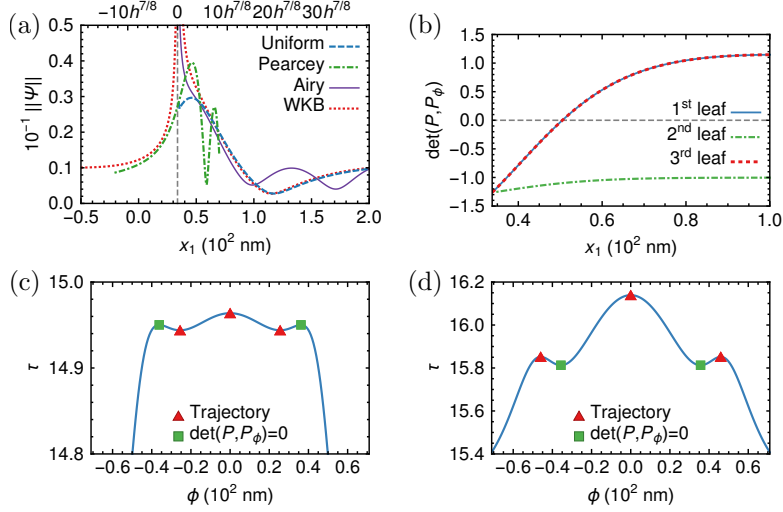 (a)
−10h^{7/8} 0 10h^{7/8} 20h^{7/8} 30h^{7/8}
0.5
0.4
0.3
0.2
0.1
0.0
10^{-1} ||Ψ||
Uniform
Pearcey
Airy
WKB
−0.5 0.0 0.5 1.0 1.5 2.0
x_1 (10^2 nm)
(b)
1.5
1.0
0.5
0.0
−0.5
−1.0
−1.5
det(P,P_ϕ)
1st leaf
2nd leaf
3rd leaf
0.4 0.6 0.8 1.0
x_1 (10^2 nm)
(c)
15.0
14.9
14.8
τ
Trajectory
det(P,P_ϕ)=0
−0.6 −0.4 −0.2 0.0 0.2 0.4 0.6
ϕ (10^2 nm)
(d)
16.2
16.0
15.8
15.6
15.4
τ
Trajectory
det(P,P_ϕ)=0
−0.6 −0.4 −0.2 0.0 0.2 0.4 0.6
ϕ (10^2 nm)